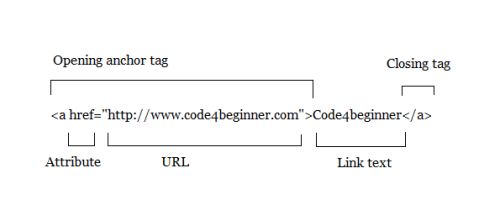 Opening anchor tag
Closing tag
<a href="http://www.code4beginner.com">Code4beginner</a>
Attribute
URL
Link text